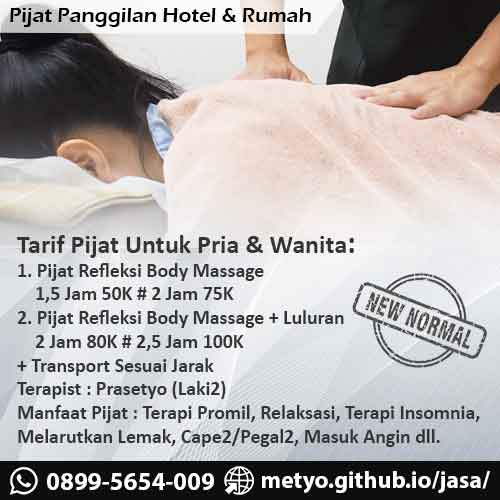 Pijat Panggilan Hotel & Rumah
Tarif Pijat Untuk Pria & Wanita:
1. Pijat Refleksi Body Massage
1,5 Jam 50K # 2 Jam 75K
2. Pijat Refleksi Body Massage + Luluran
2 Jam 80K # 2,5 Jam 100K
+ Transport Sesuai Jarak
Terapist : Prasetyo (Laki2)
Manfaat Pijat : Terapi Promil, Relaksasi, Terapi Insomnia,
Melarutkan Lemak, Cape2/Pegal2, Masuk Angin dll.
NEW NORMAL
0899-5654-009 metyo.github.io/jasa/